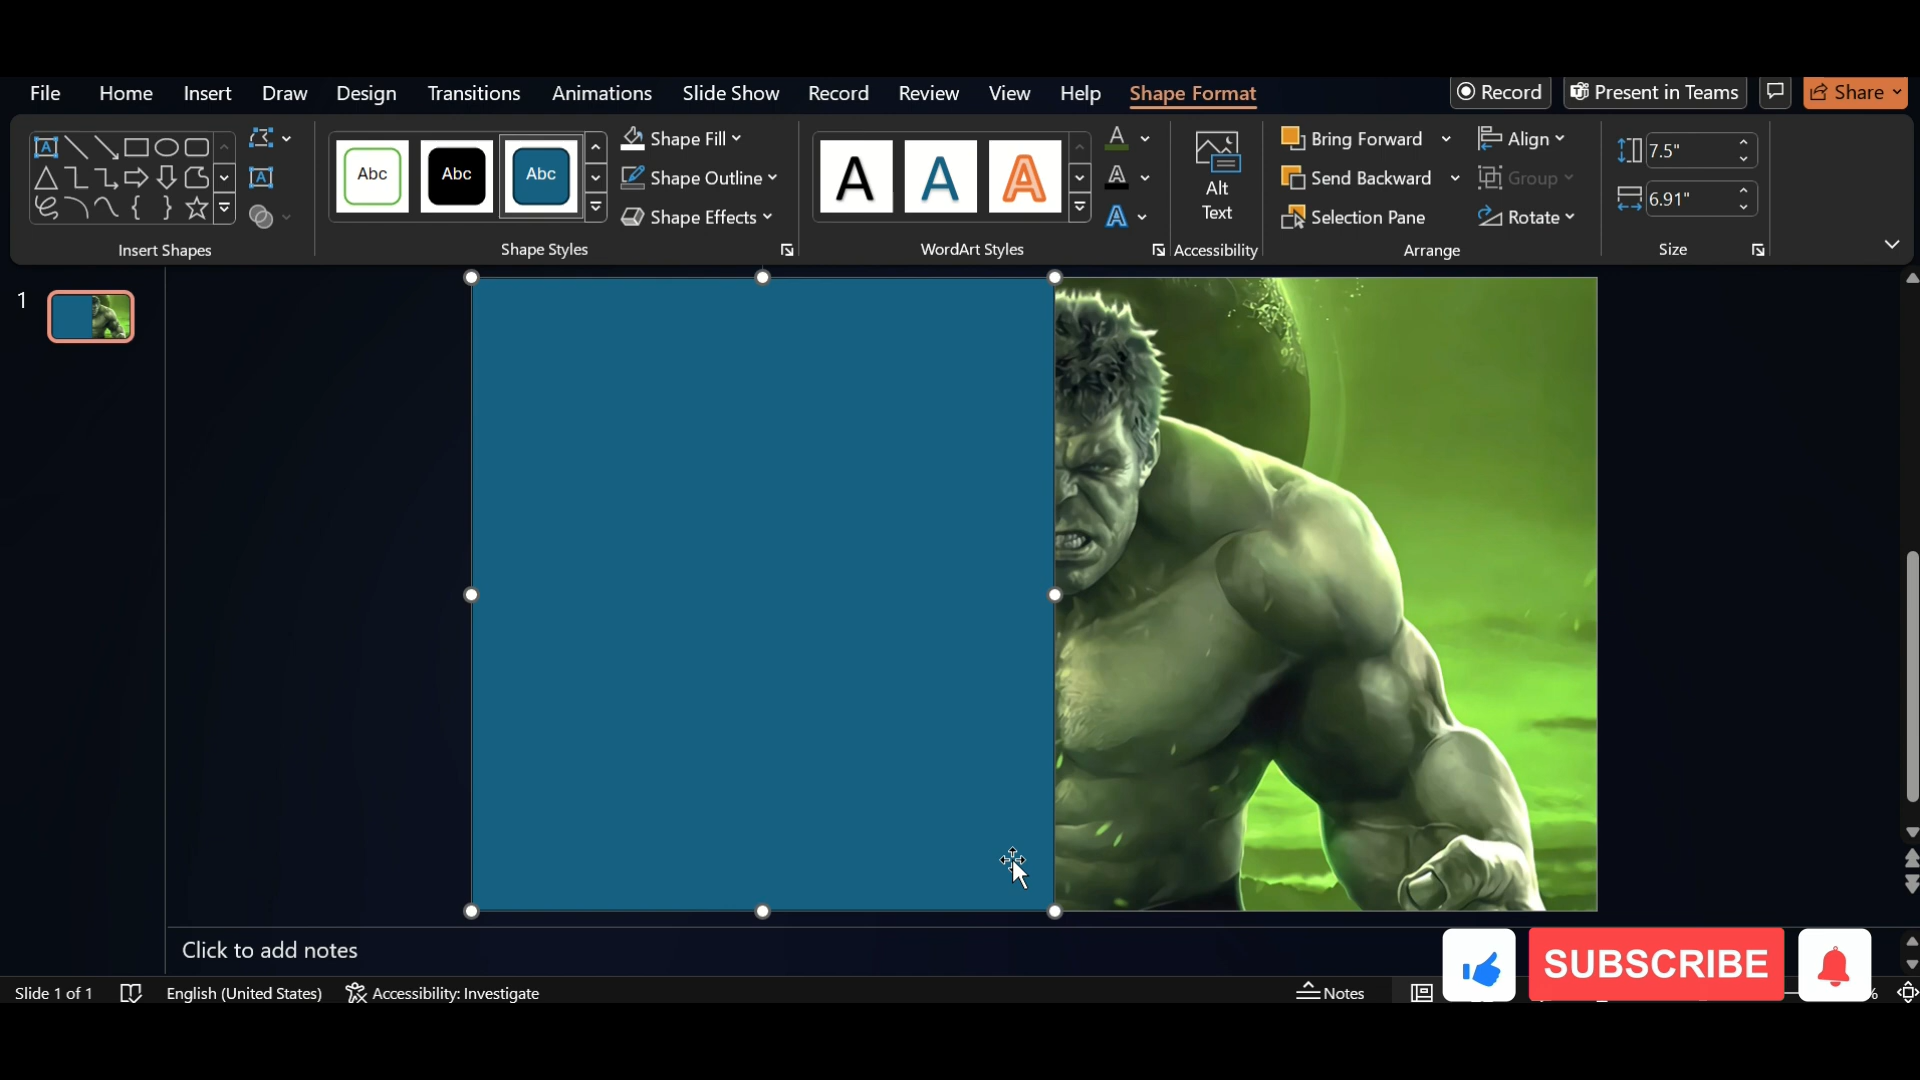 File Home Insert Draw Design Transitions Animations Slide Show Record Review View Help Shape Format Record Present in Teams Share
Abc Abc Abc
Shape Fill
Shape Outline
Shape Effects
A A A
A
A
A
Alt
Text
Bring Forward
Send Backward
Selection Pane
Align
Group
Rotate
7.5"
6.91"
Insert Shapes Shape Styles WordArt Styles Accessibility Arrange Size
1
Click to add notes
SUBSCRIBE
Slide 1 of 1 English (United States) Accessibility: Investigate Notes %